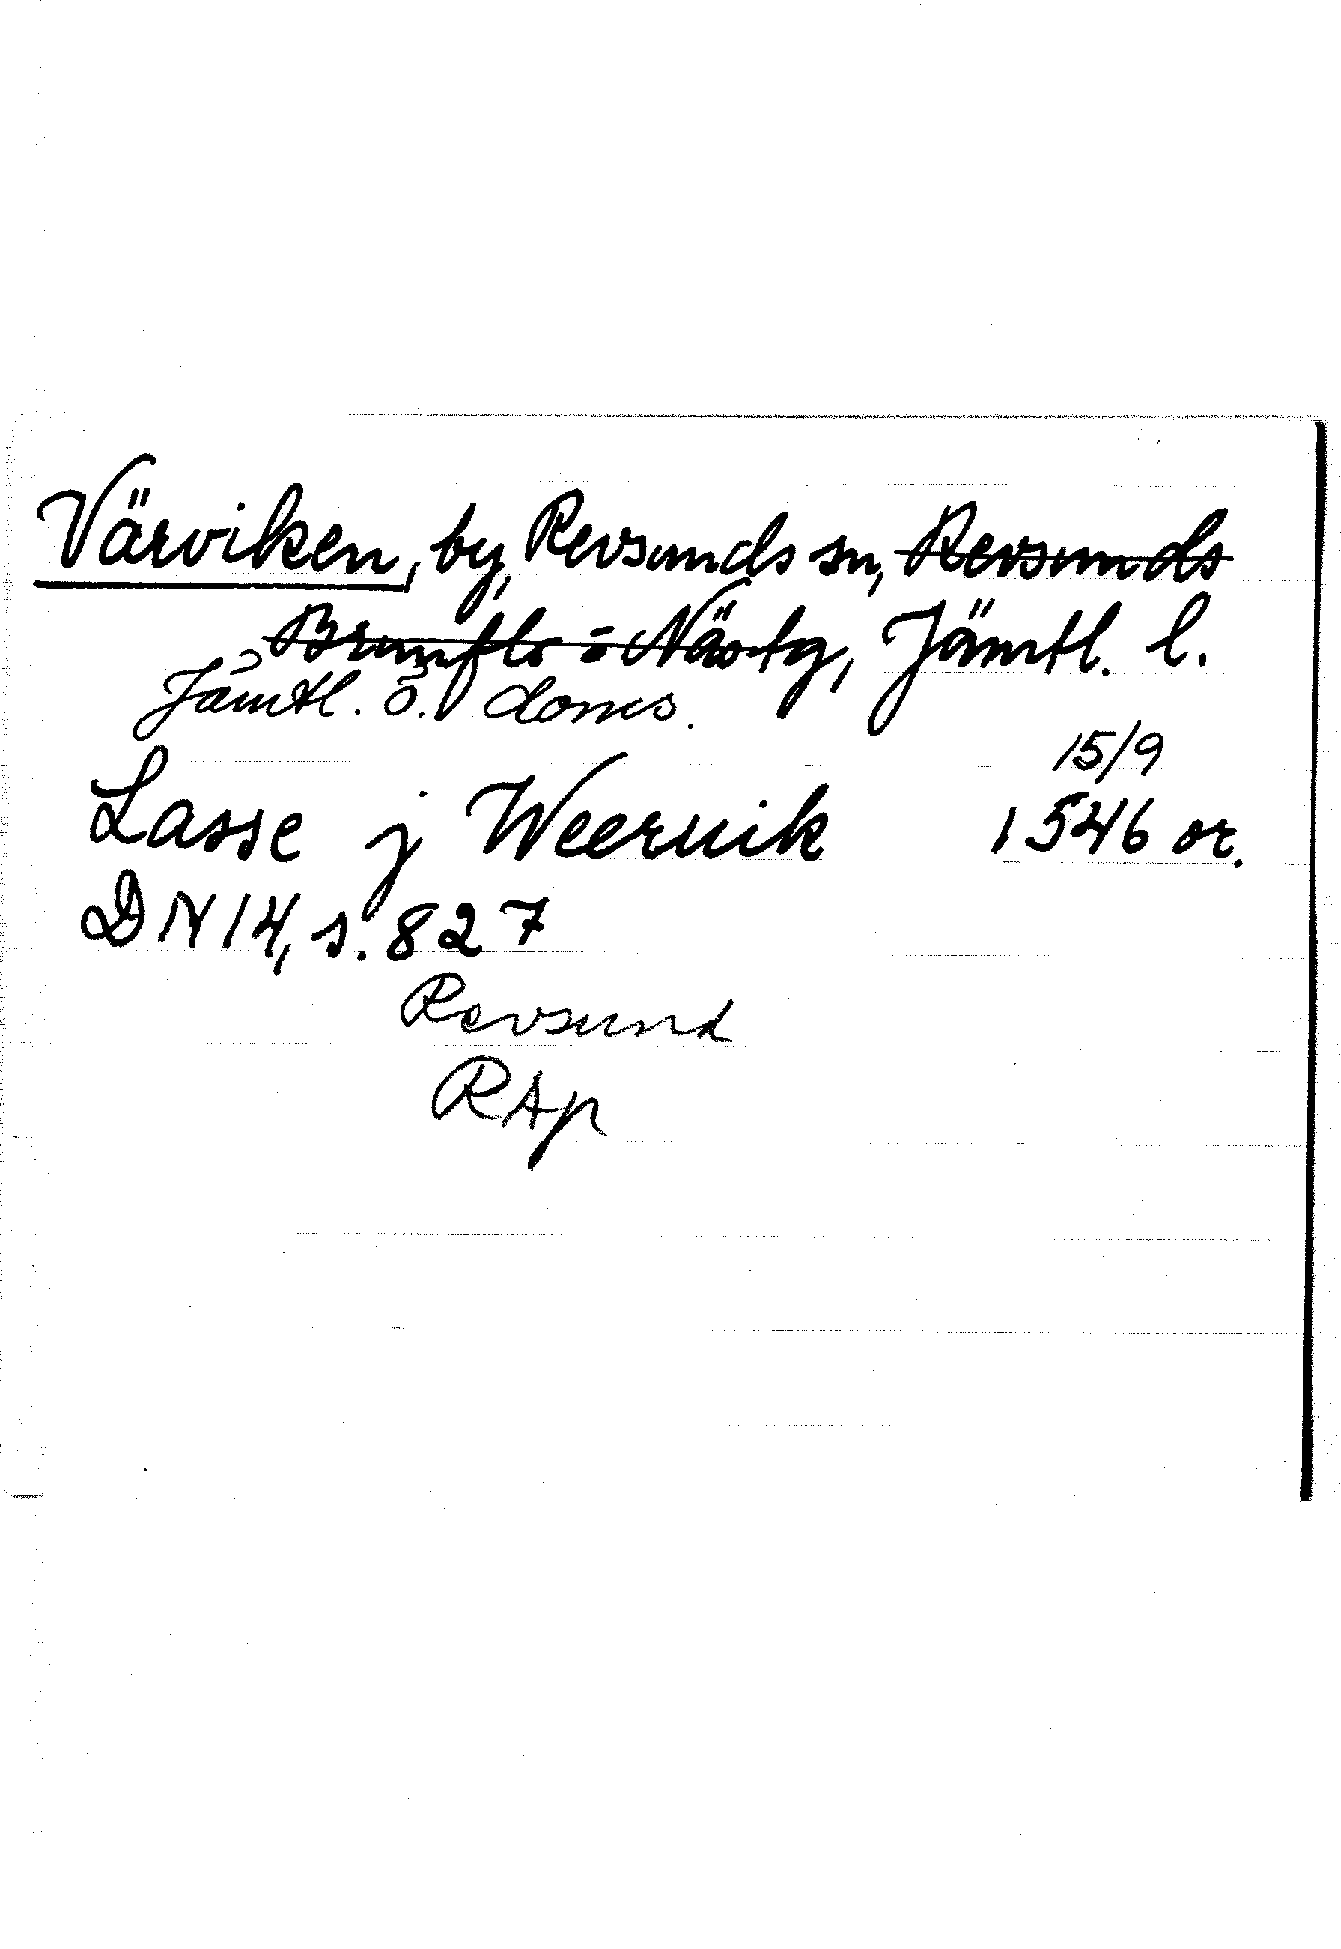 Värviken, by, Revsunds sn, Revsunds
Brunflo o Näs tg, Jämtl. l.
Jämtl. ö. doms.
15/9
Lasse j Weeruik 1546 or.
DN 14, s. 827
Revsund
RAp